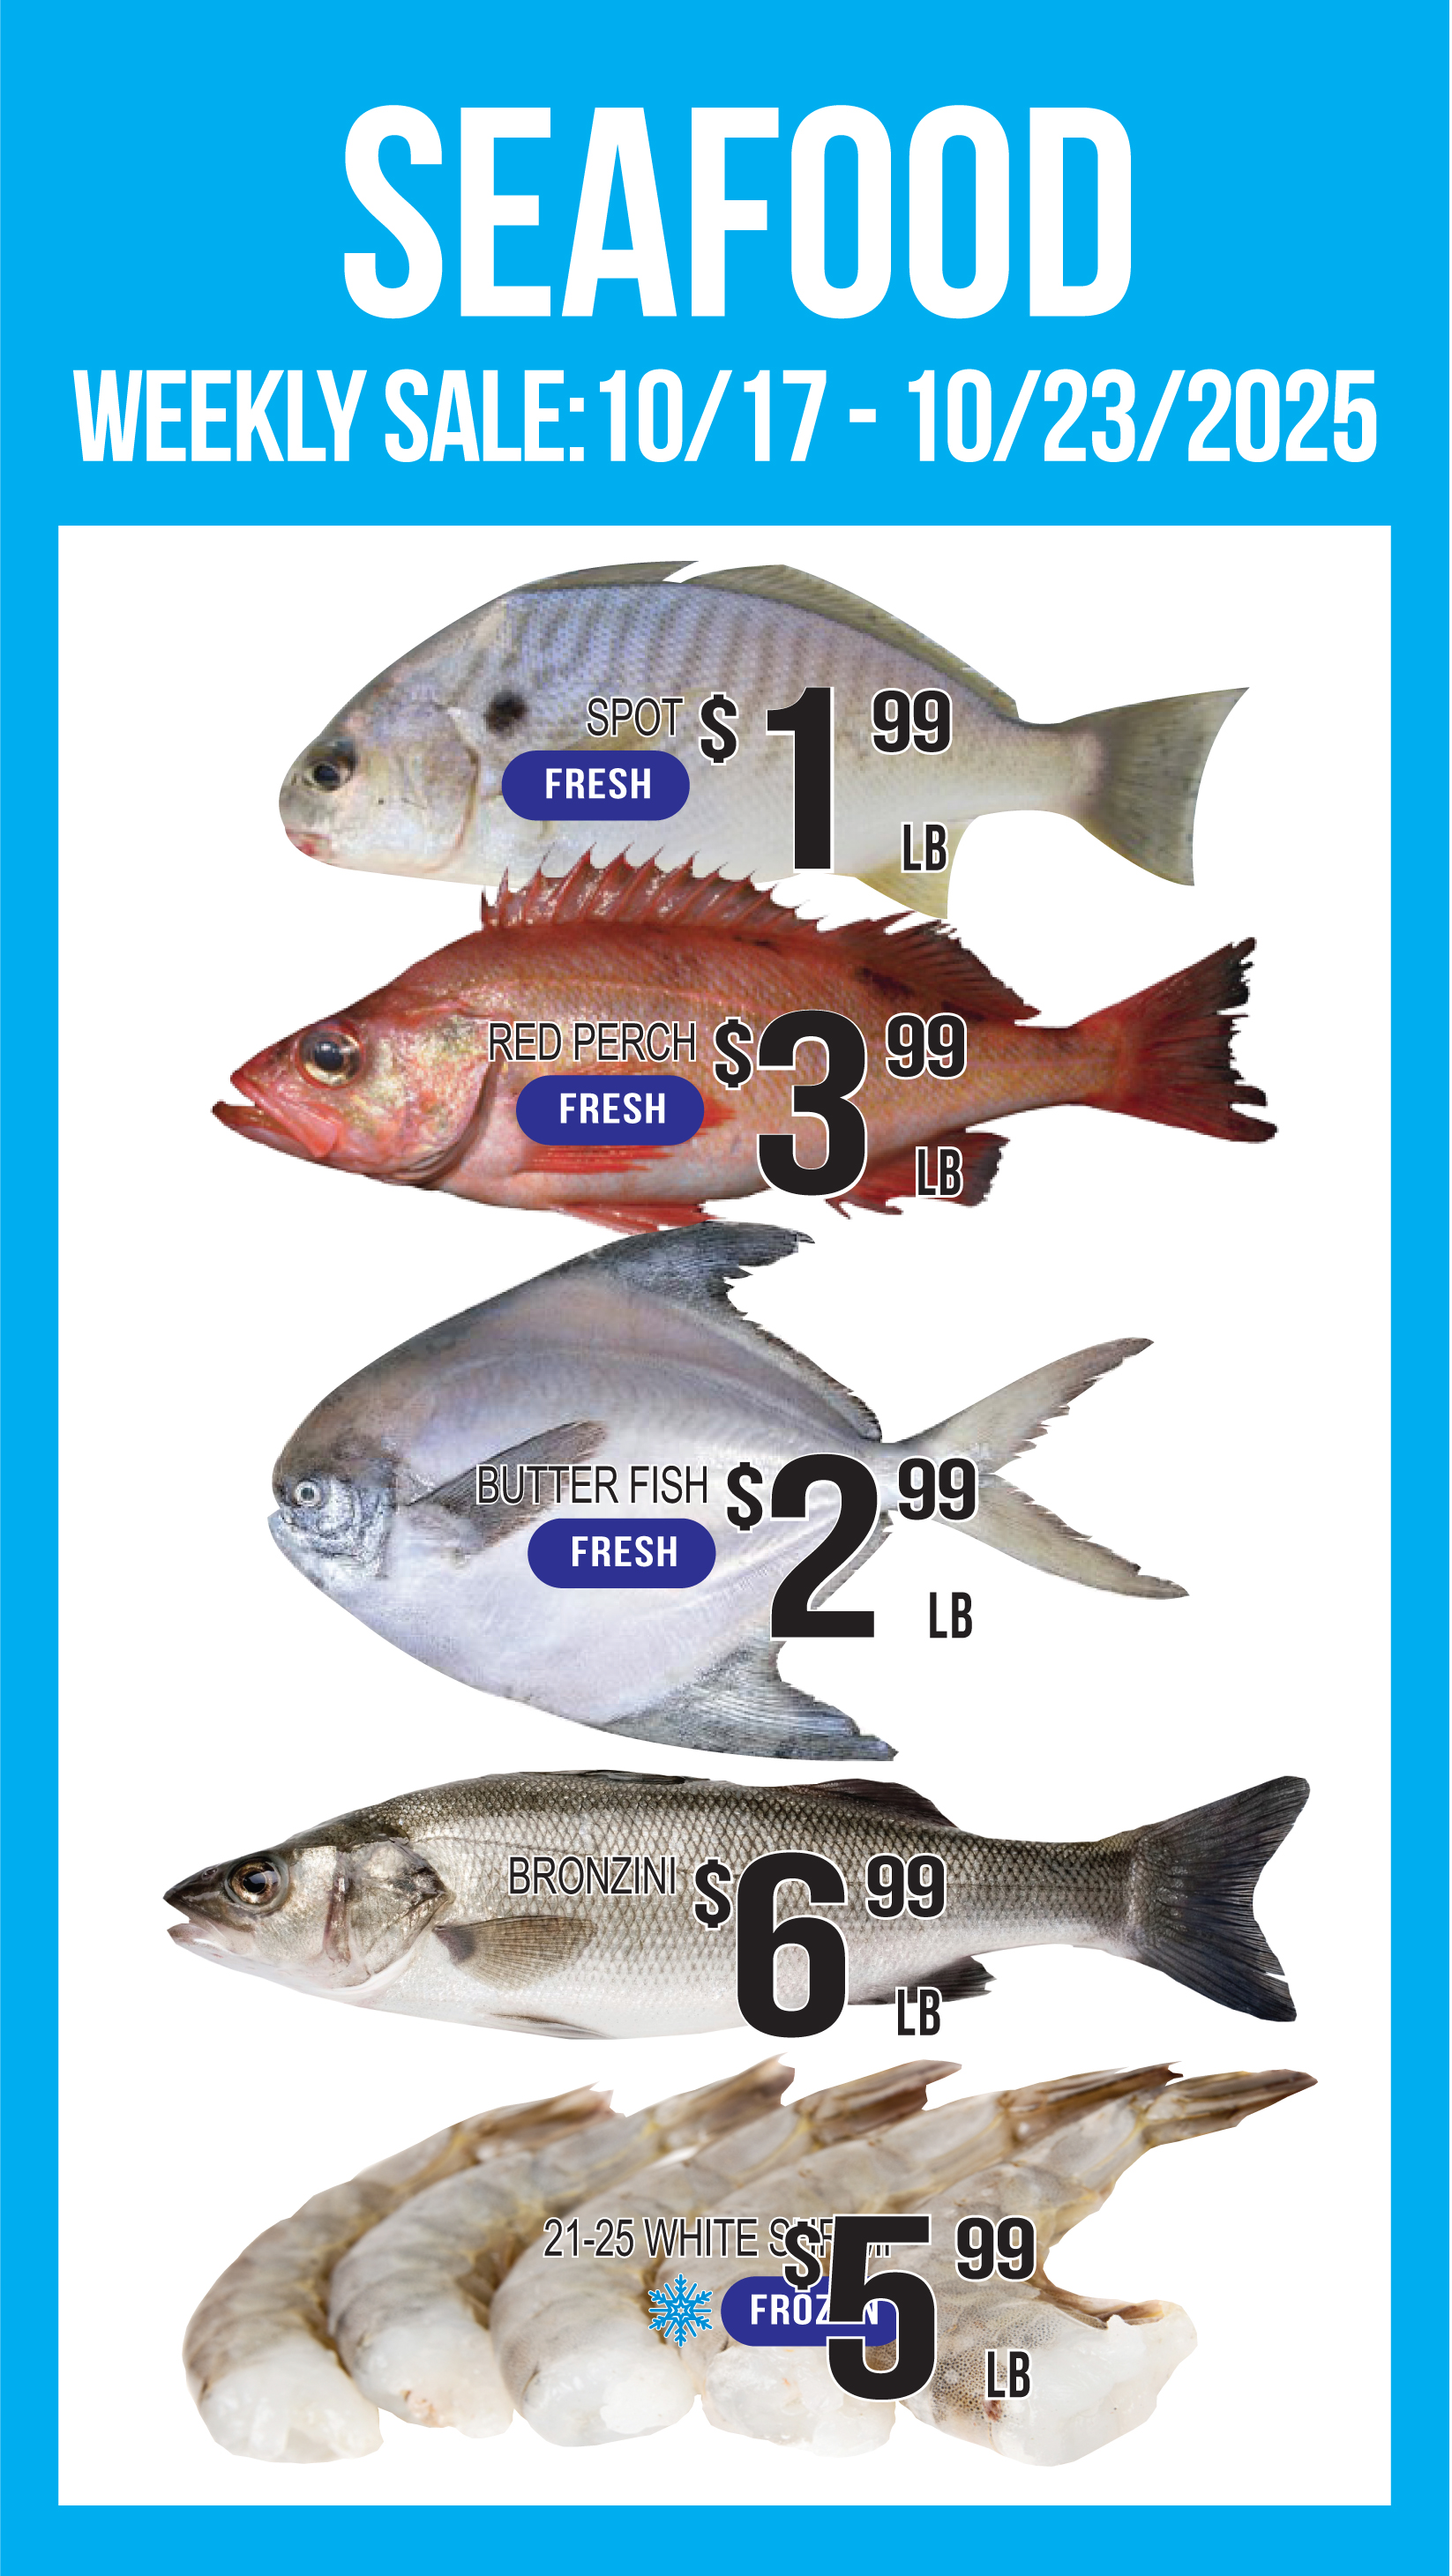 SEAFOOD
WEEKLY SALE: 10/17 - 10/23/2025
SPOT $1 99
FRESH
LB
RED PERCH $3 99
FRESH
LB
BUTTER FISH $2 99
FRESH
LB
BRONZINI $6 99
LB
21-25 WHITE $5 99
FROZEN
LB